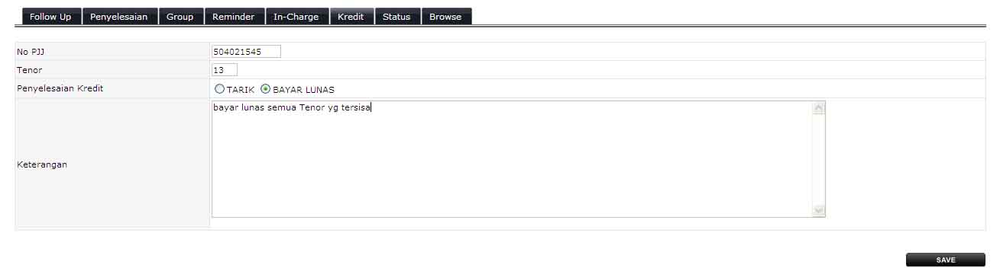 Follow Up Penyelesaian Group Reminder In-Charge Kredit Status Browse
No PJJ 504021545
Tenor 13
Penyelesaian Kredit TARIK BAYAR LUNAS
bayar lunas semua Tenor yg tersisa
Keterangan
SAVE